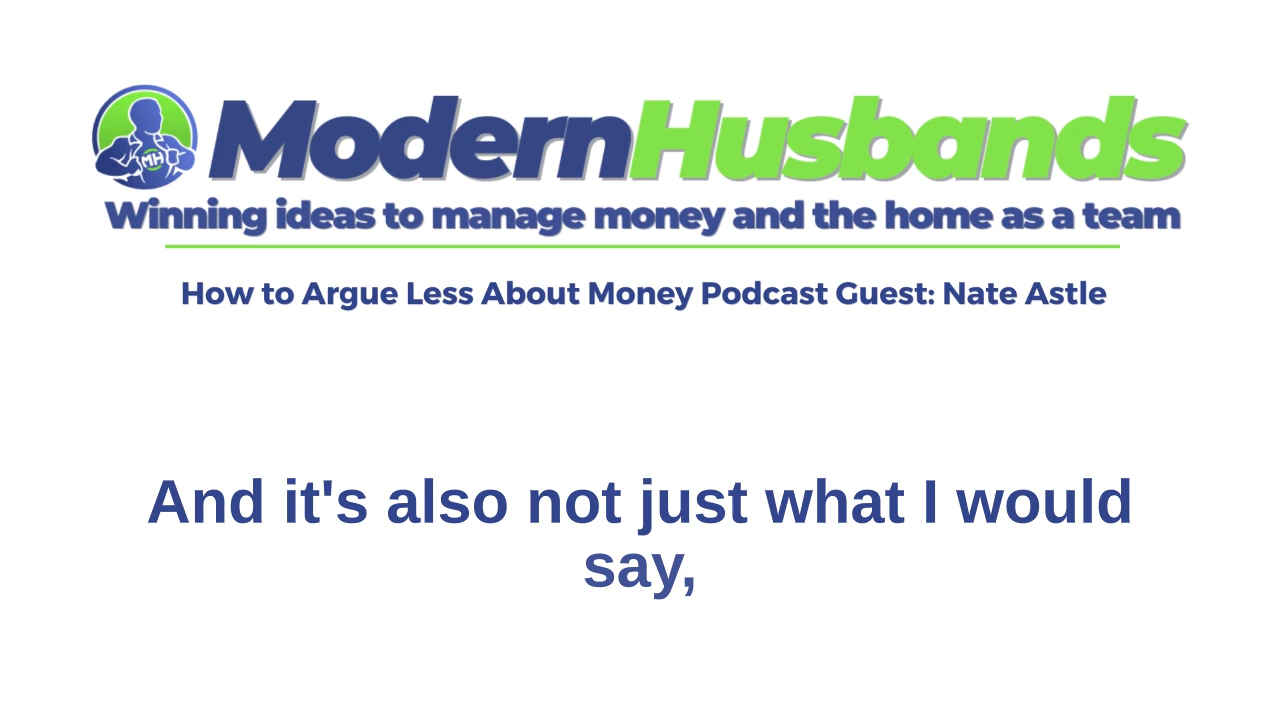 MH
ModernHusbands
Winning ideas to manage money and the home as a team
How to Argue Less About Money Podcast Guest: Nate Astle
And it's also not just what I would
say,